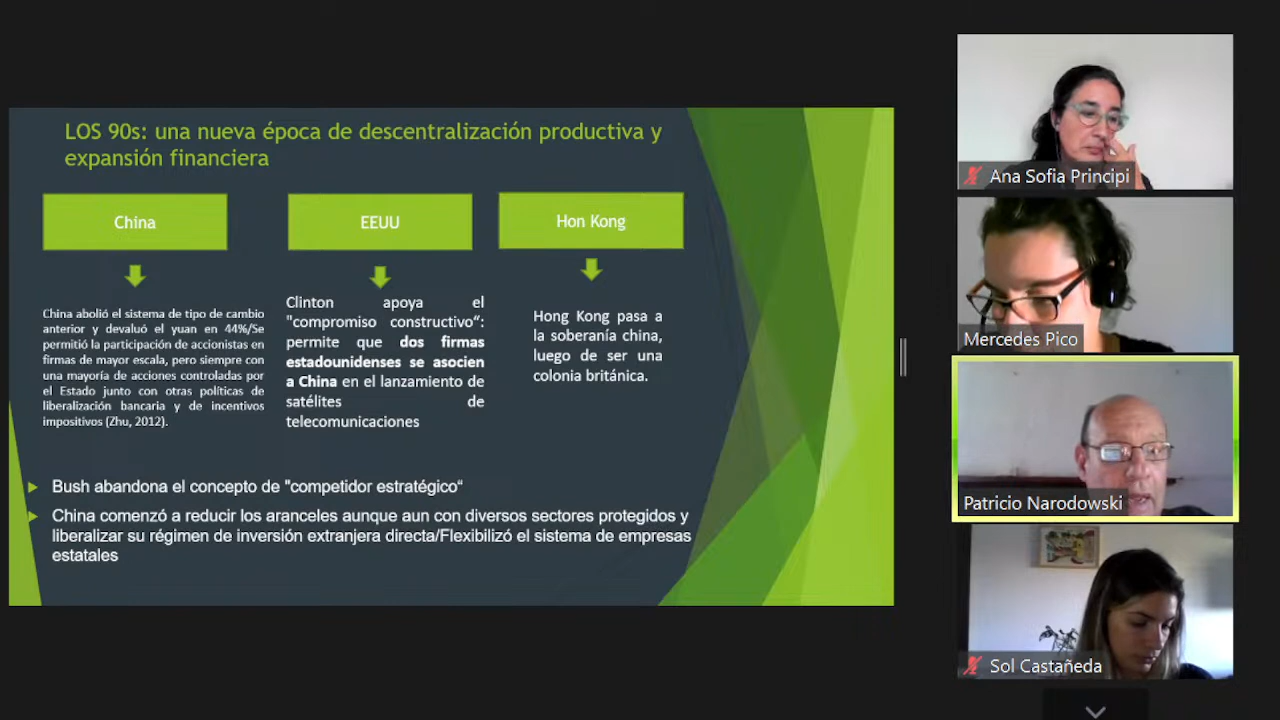 LOS 90s: una nueva época de descentralización productiva y
expansión financiera
China
EEUU
Hon Kong
China abolió el sistema de tipo de cambio
anterior y devaluó el yuan en 44%/Se
permitió la participación de accionistas en
firmas de mayor escala, pero siempre con
una mayoría de acciones controladas por
el Estado junto con otras políticas de
liberalización bancaria y de incentivos
impositivos (Zhu, 2012).
Clinton apoya el
"compromiso constructivo“:
permite que dos firmas
estadounidenses se asocien
a China en el lanzamiento de
satélites de
telecomunicaciones
Hong Kong pasa a
la soberanía china,
luego de ser una
colonia británica.
Bush abandona el concepto de "competidor estratégico“
China comenzó a reducir los aranceles aunque aun con diversos sectores protegidos y
liberalizar su régimen de inversión extranjera directa/Flexibilizó el sistema de empresas
estatales
Ana Sofia Principi
Mercedes Pico
Patricio Narodowski
Sol Castañeda